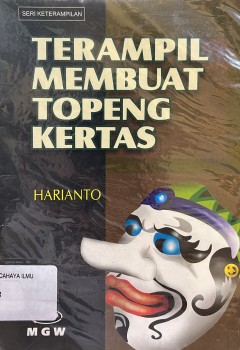 SERI KETERAMPILAN
TERAMPIL
MEMBUAT
TOPENG
KERTAS
HARIANTO
CAHAYA ILMU
MGW